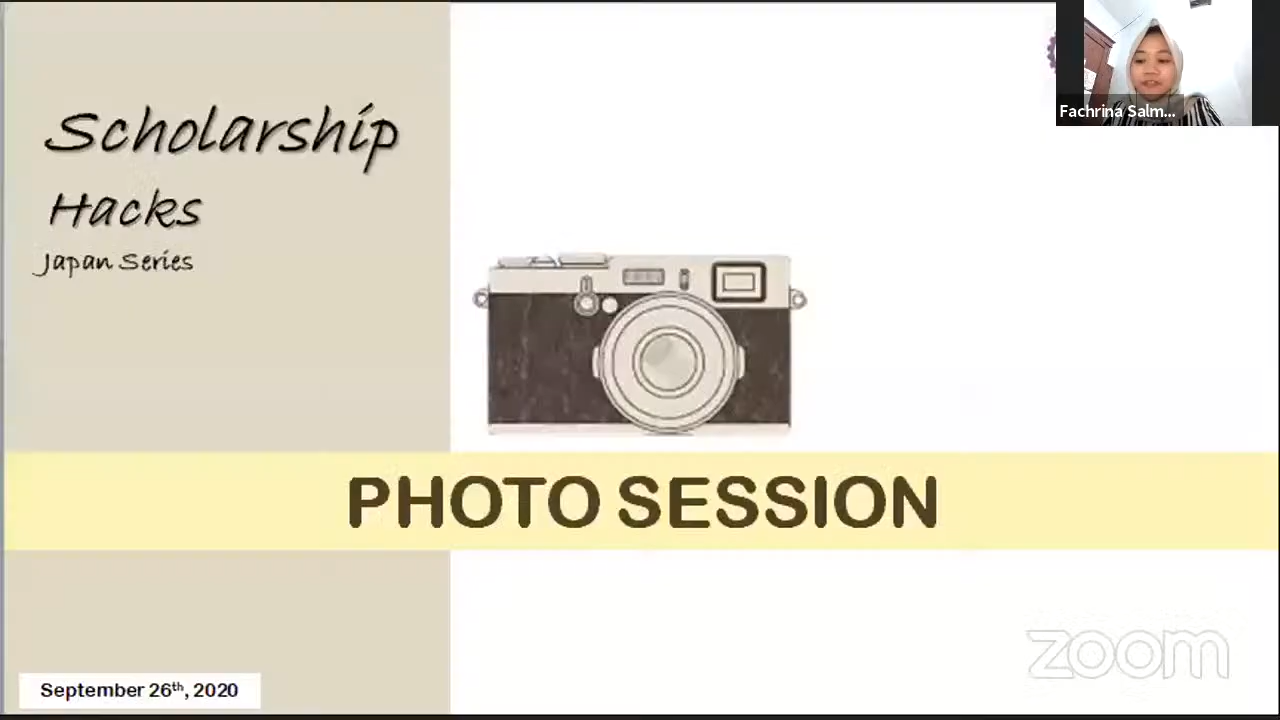 Scholarship
Hacks
Japan Series
Fachrina Salm...
PHOTO SESSION
zoom
September 26th, 2020